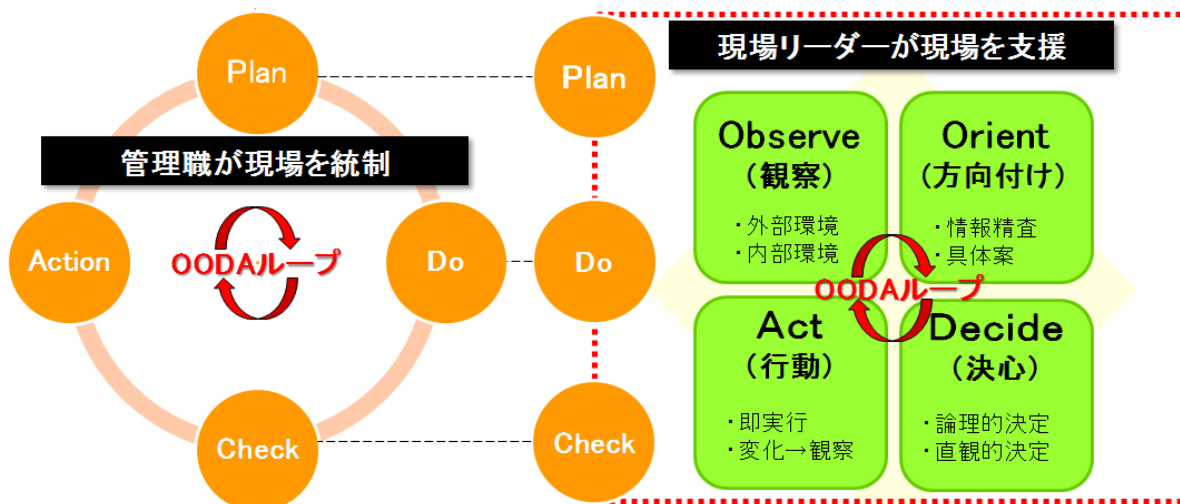 Plan
管理職が現場を統制
Action
OODAループ
Do
Check
Plan
Do
Check
現場リーダーが現場を支援
Observe
(観察)
・外部環境
・内部環境
Orient
(方向付け)
・情報精査
・具体案
OODAループ
Act
(行動)
・即実行
・変化→観察
Decide
(決心)
・論理的決定
・直観的決定